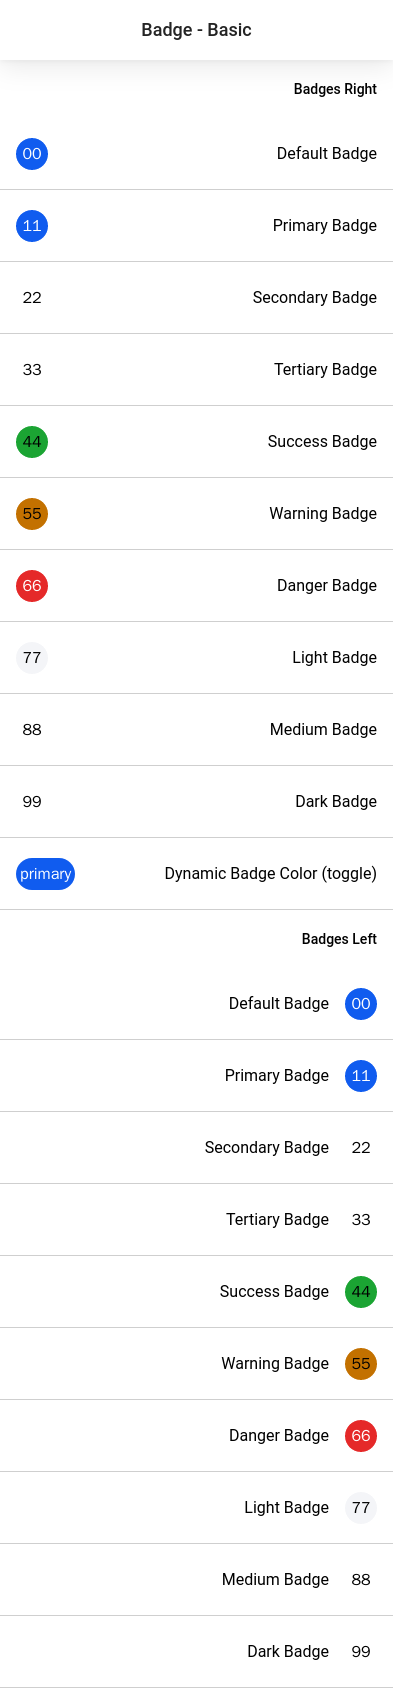 Badge - Basic
Badges Right
00 Default Badge
11 Primary Badge
22 Secondary Badge
33 Tertiary Badge
44 Success Badge
55 Warning Badge
66 Danger Badge
77 Light Badge
88 Medium Badge
99 Dark Badge
primary Dynamic Badge Color (toggle)
Badges Left
Default Badge 00
Primary Badge 11
Secondary Badge 22
Tertiary Badge 33
Success Badge 44
Warning Badge 55
Danger Badge 66
Light Badge 77
Medium Badge 88
Dark Badge 99